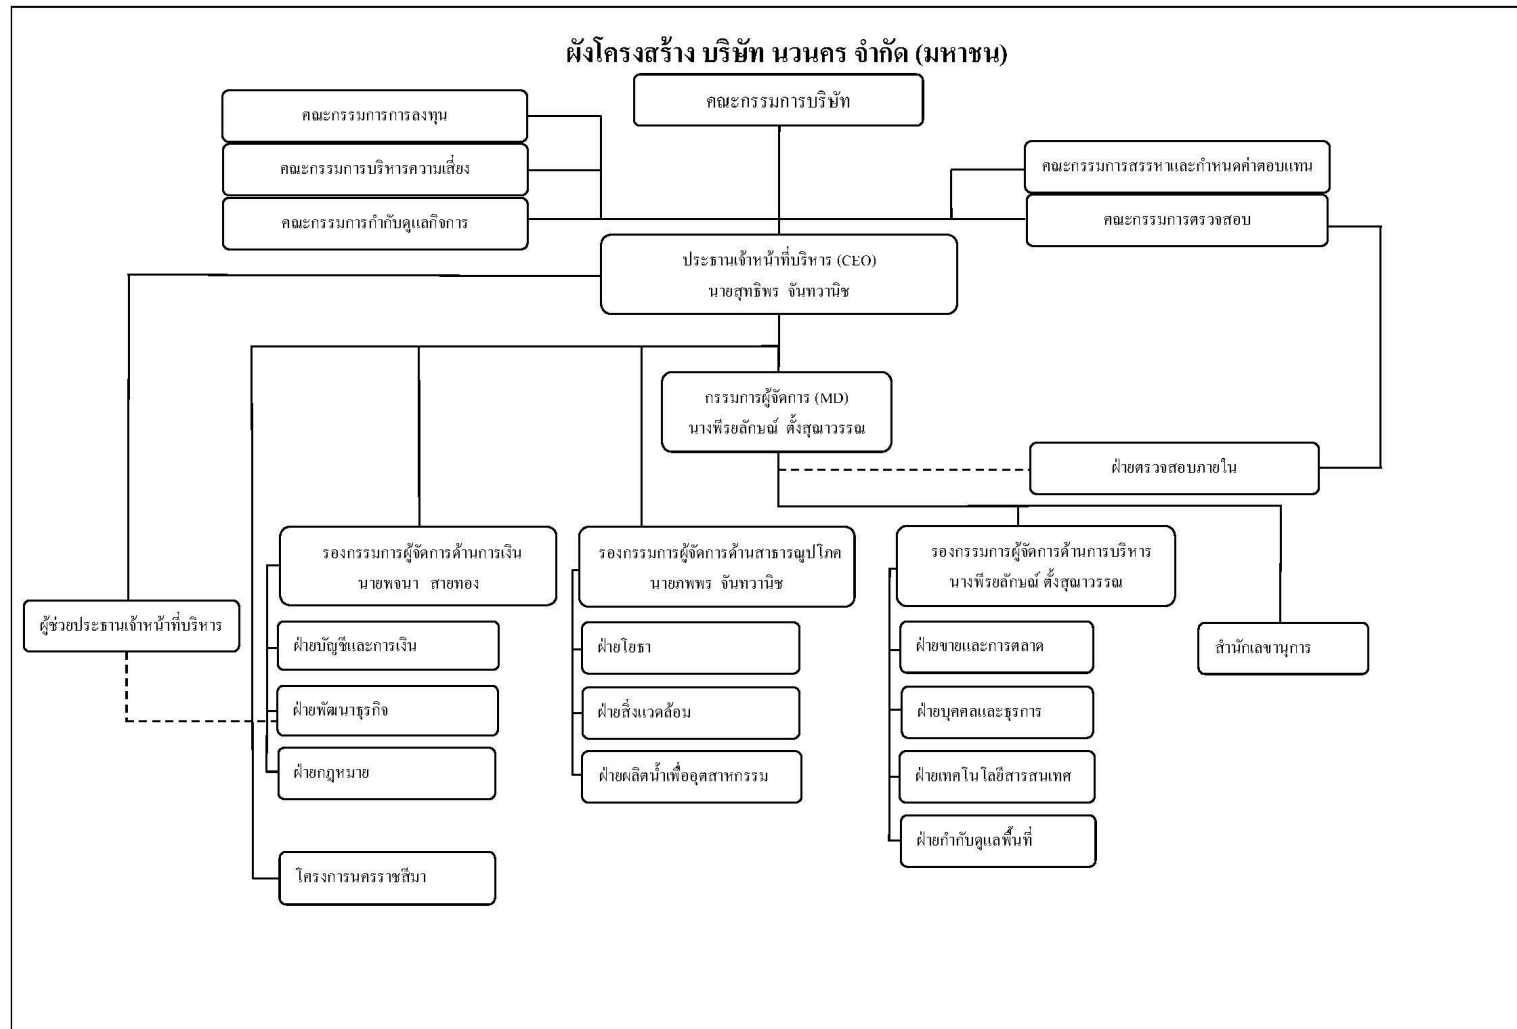 ผังโครงสร้าง บริษัท นวนคร จำกัด (มหาชน)
คณะกรรมการบริษัท
คณะกรรมการการลงทุน
คณะกรรมการบริหารความเสี่ยง
คณะกรรมการสรรหาและกำหนดค่าตอบแทน
คณะกรรมการกำกับดูแลกิจการ
คณะกรรมการตรวจสอบ
ประธานเจ้าหน้าที่บริหาร (CEO)
นายสุทธิพร จันทวานิช
กรรมการผู้จัดการ (MD)
นางพีรยลักษณ์ ตั้งสุณาวรรณ
ฝ่ายตรวจสอบภายใน
รองกรรมการผู้จัดการด้านการเงิน
นายพจนา สายทอง
รองกรรมการผู้จัดการด้านสาธารณูปโภค
นายภพพร จันทวานิช
รองกรรมการผู้จัดการด้านการบริหาร
นางพีรยลักษณ์ ตั้งสุณาวรรณ
ผู้ช่วยประธานเจ้าหน้าที่บริหาร
ฝ่ายบัญชีและการเงิน
ฝ่ายโยธา
ฝ่ายขายและการตลาด
สำนักเลขานุการ
ฝ่ายพัฒนาธุรกิจ
ฝ่ายสิ่งแวดล้อม
ฝ่ายบุคคลและธุรการ
ฝ่ายกฎหมาย
ฝ่ายผลิตน้ำเพื่ออุตสาหกรรม
ฝ่ายเทคโนโลยีสารสนเทศ
ฝ่ายกำกับดูแลพื้นที่
โครงการนครราชสีมา